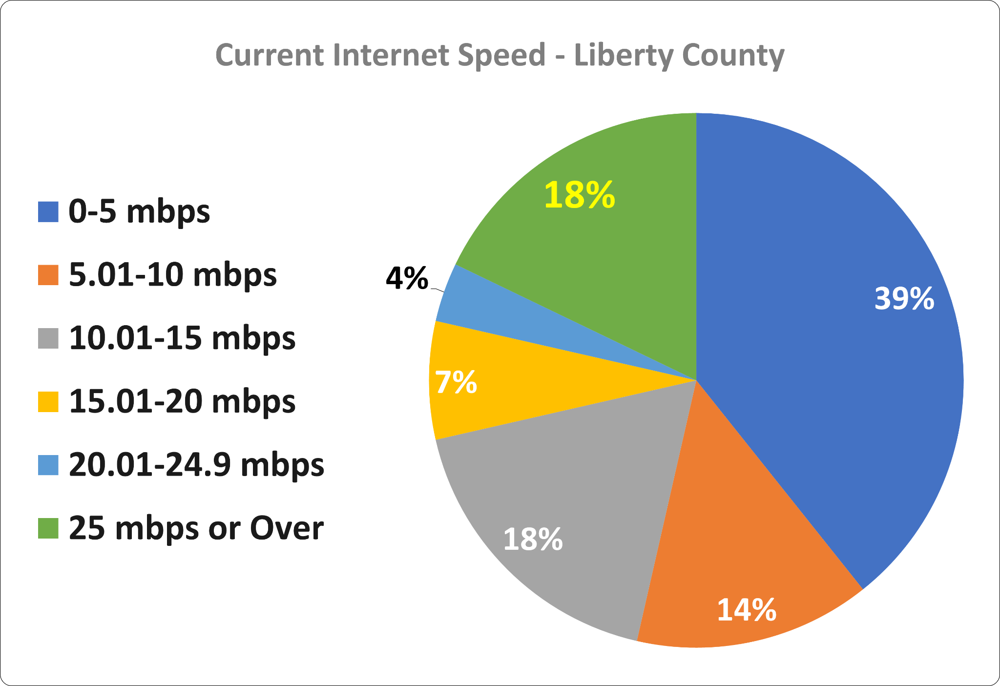 Current Internet Speed - Liberty County
0-5 mbps
5.01-10 mbps
10.01-15 mbps
15.01-20 mbps
20.01-24.9 mbps
25 mbps or Over
18%
4%
39%
7%
18%
14%